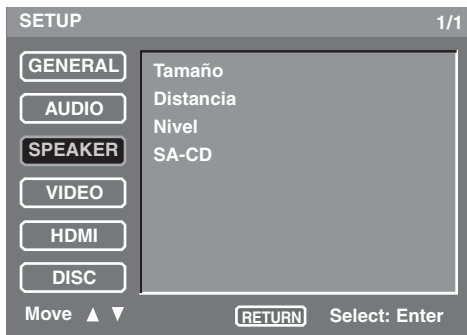 SETUP 1/1
GENERAL
AUDIO
SPEAKER
VIDEO
HDMI
DISC
Tamaño
Distancia
Nivel
SA-CD
Move ▲ ▼ RETURN Select: Enter